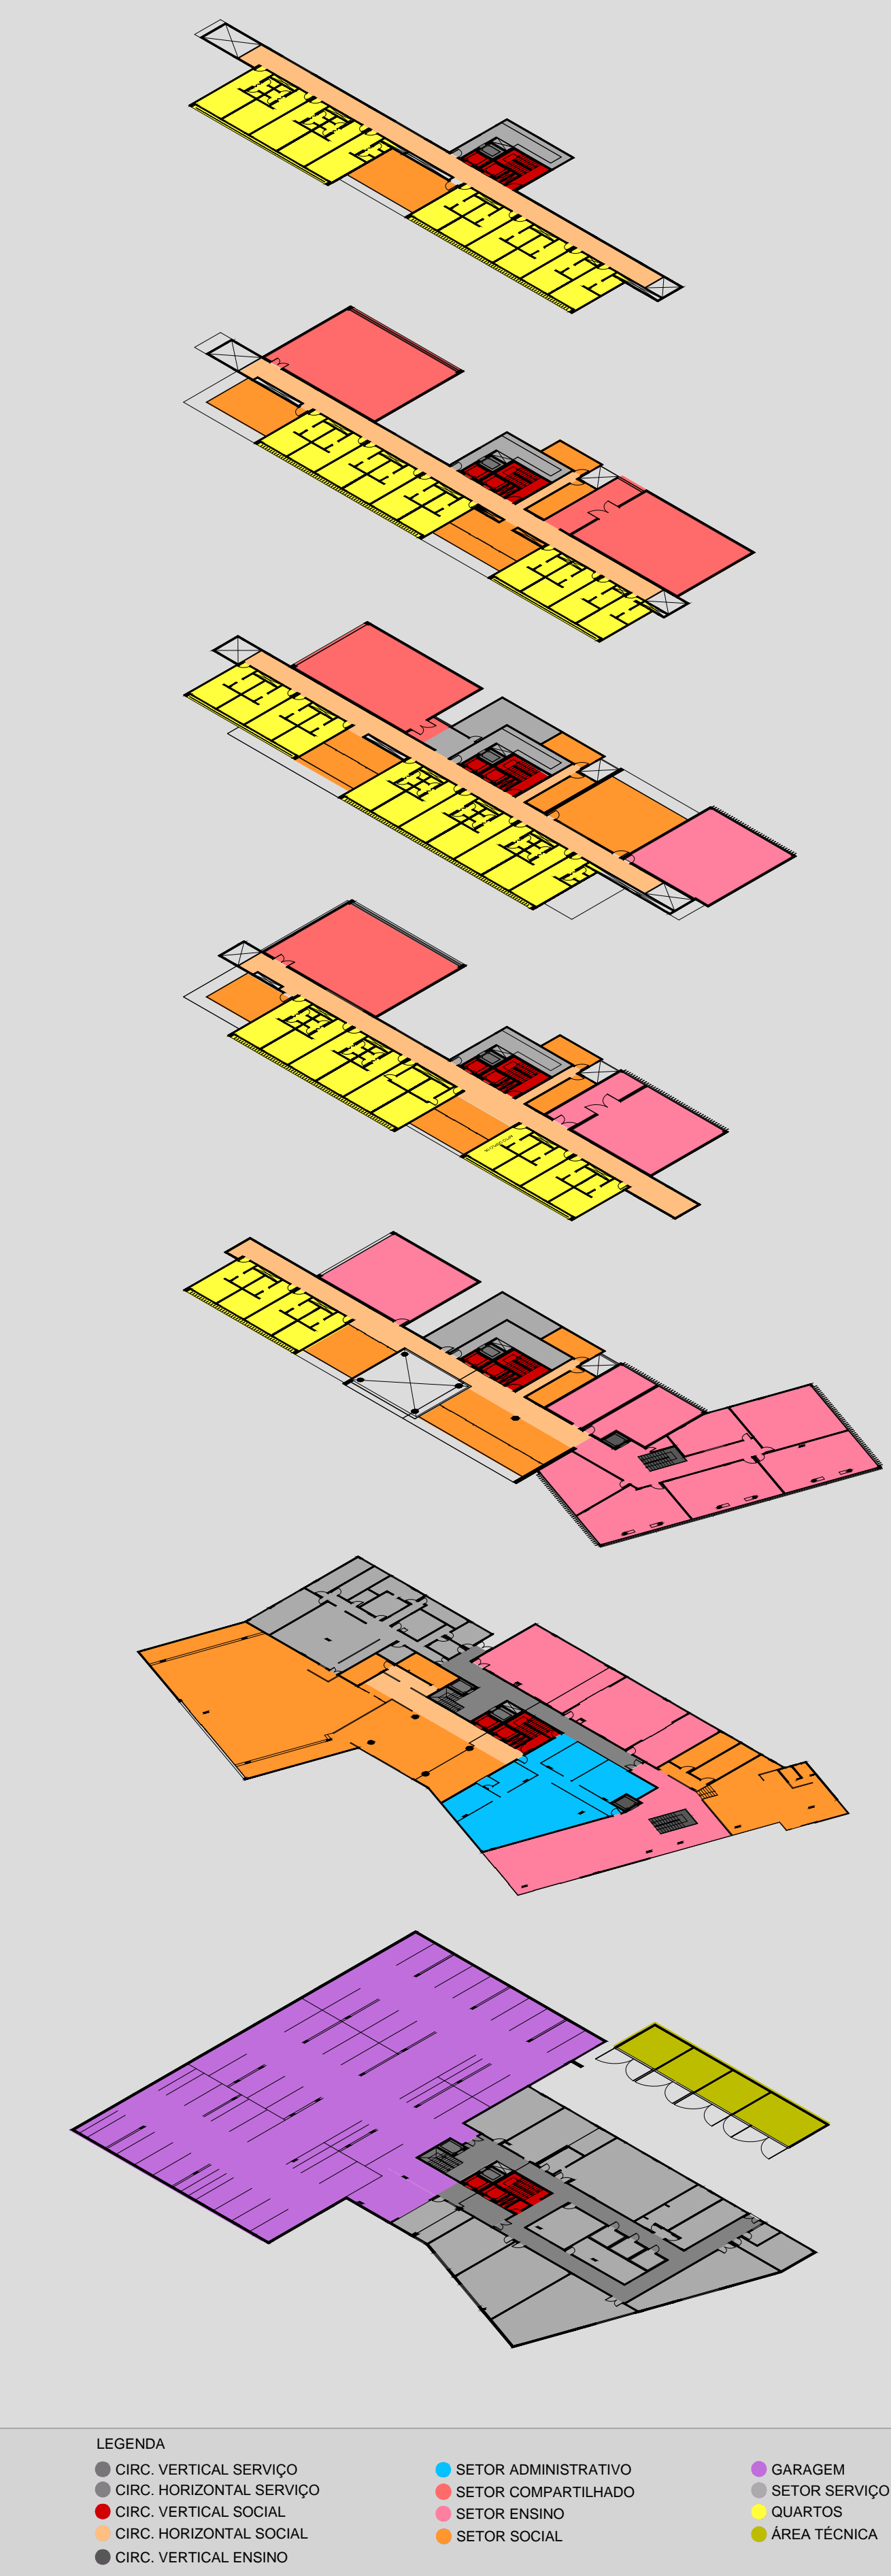 LEGENDA
CIRC. VERTICAL SERVIÇO
CIRC. HORIZONTAL SERVIÇO
CIRC. VERTICAL SOCIAL
CIRC. HORIZONTAL SOCIAL
CIRC. VERTICAL ENSINO
SETOR ADMINISTRATIVO
SETOR COMPARTILHADO
SETOR ENSINO
SETOR SOCIAL
GARAGEM
SETOR SERVIÇO
QUARTOS
ÁREA TÉCNICA